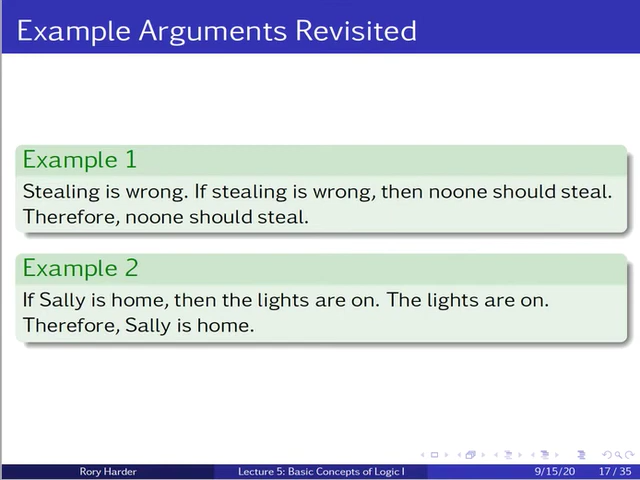 Example Arguments Revisited
Example 1
Stealing is wrong. If stealing is wrong, then noone should steal.
Therefore, noone should steal.
Example 2
If Sally is home, then the lights are on. The lights are on.
Therefore, Sally is home.
Rory Harder Lecture 5: Basic Concepts of Logic I 9/15/20 17 / 35